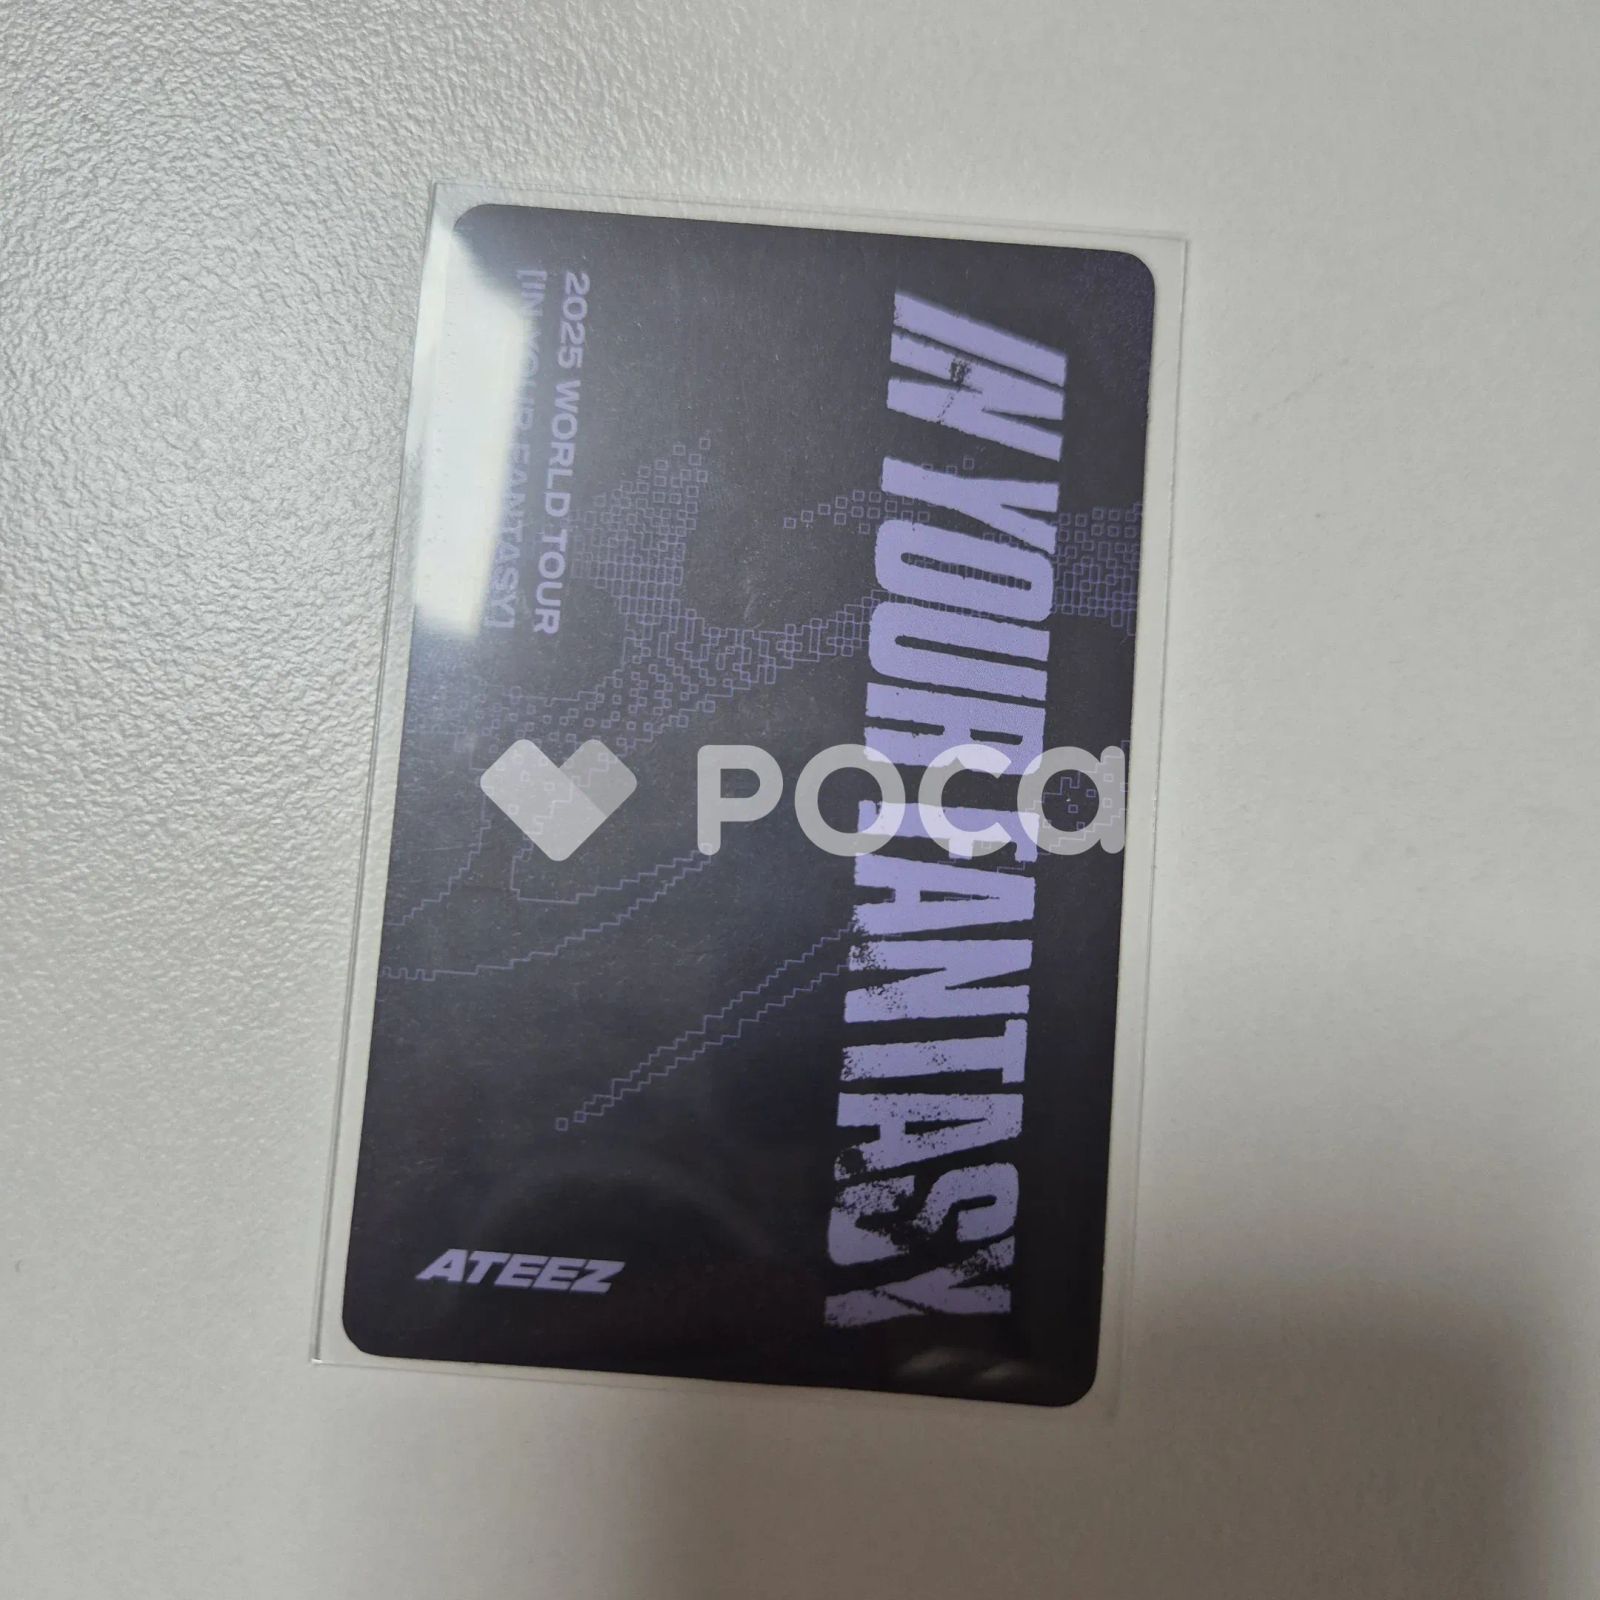 IN YOUR FANTASY
2025 WORLD TOUR
[IN YOUR FANTASY]
ATEEZ
POCA